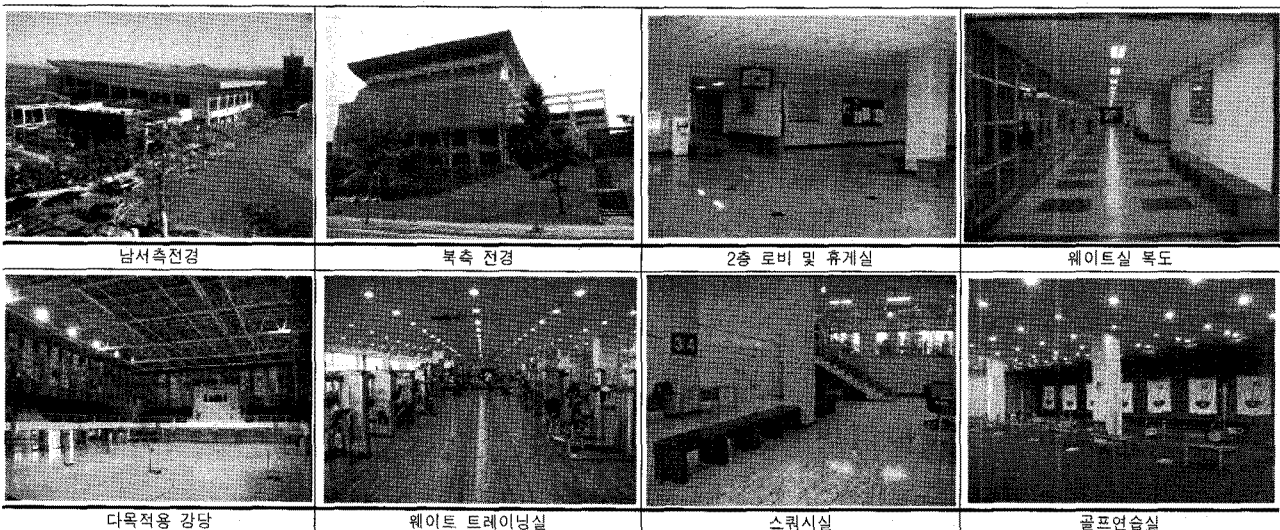 남서측전경
북측 전경
2층 로비 및 휴게실
웨이트실 복도
다목적용 강당
웨이트 트레이닝실
스쿼시실
골프연습실